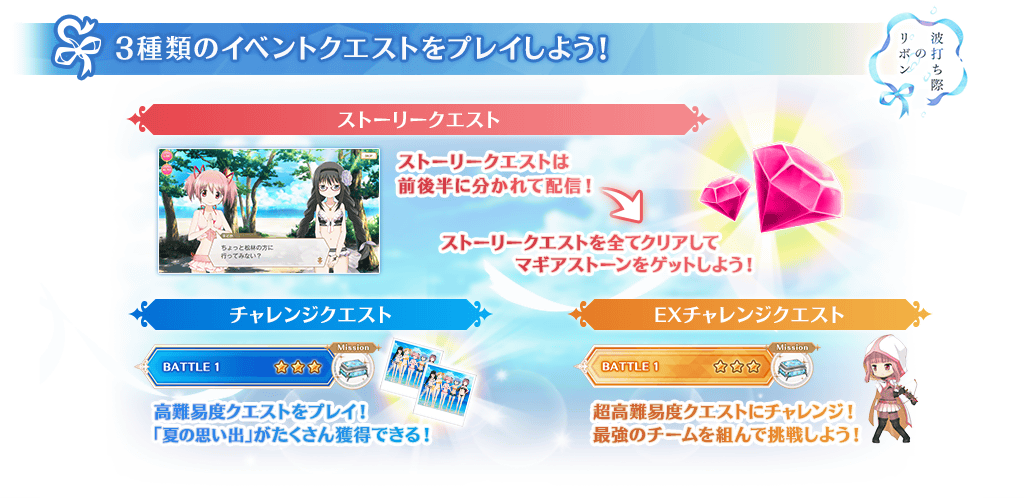 3種類のイベントクエストをプレイしよう!
波打ち際
の
リボン
ストーリークエスト
ストーリークエストは
前後半に分かれて配信!
ちょっと松林の方に
行ってみない?
ストーリークエストを全てクリアして
マギアストーンをゲットしよう!
チャレンジクエスト
Mission
BATTLE 1
高難易度クエストをプレイ!
「夏の思い出」がたくさん獲得できる!
EXチャレンジクエスト
Mission
BATTLE 1
超高難易度クエストにチャレンジ!
最強のチームを組んで挑戦しよう!